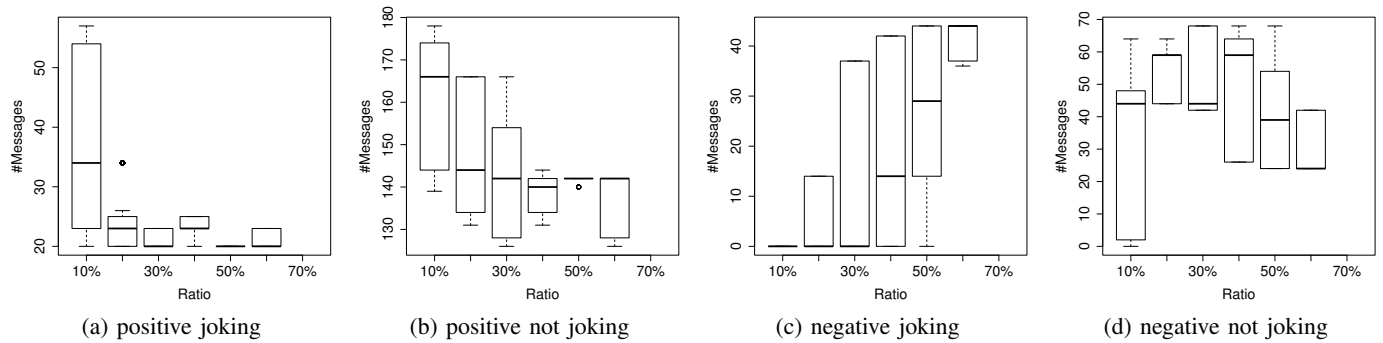 #Messages
20 30 40 50
10% 30% 50% 70%
Ratio
(a) positive joking
#Messages
130 140 150 160 170 180
10% 30% 50% 70%
Ratio
(b) positive not joking
#Messages
0 10 20 30 40
10% 30% 50% 70%
Ratio
(c) negative joking
#Messages
0 10 20 30 40 50 60 70
10% 30% 50% 70%
Ratio
(d) negative not joking